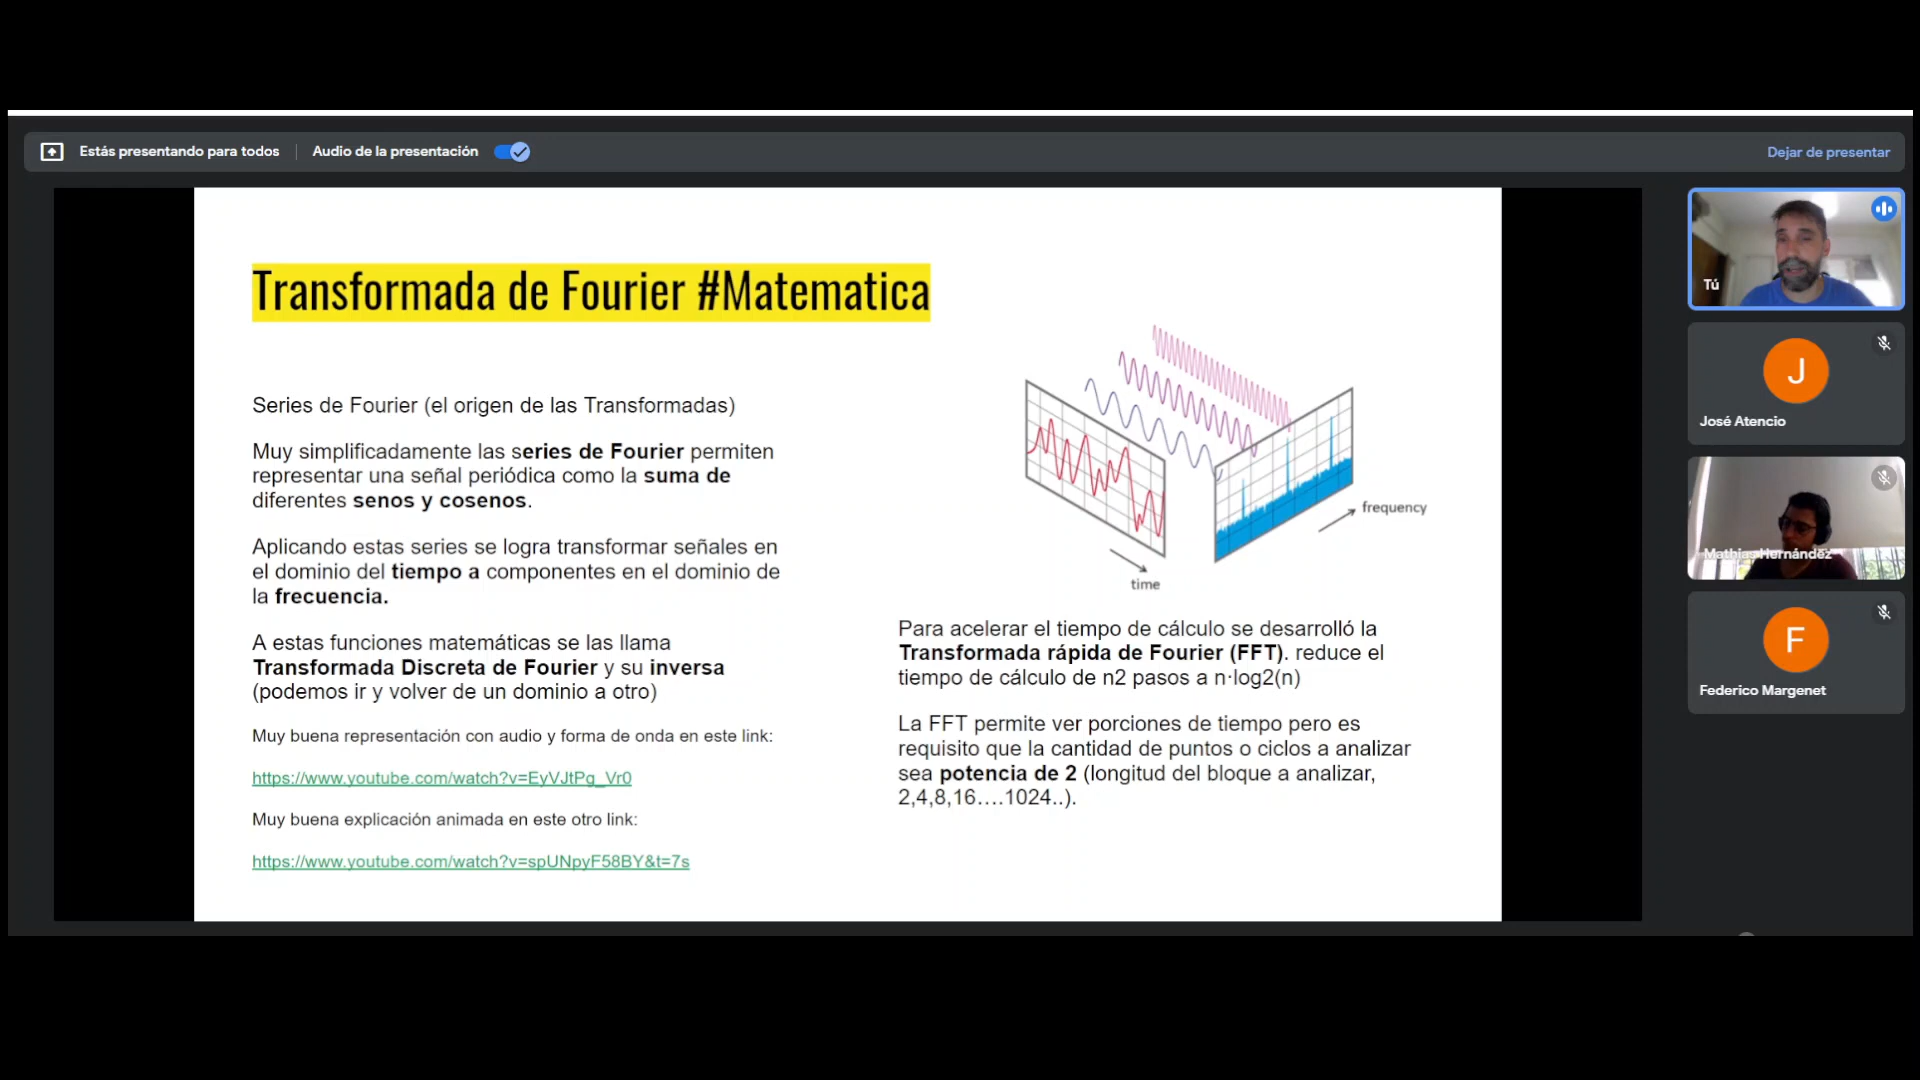 Estás presentando para todos
Audio de la presentación
Dejar de presentar
Transformada de Fourier #Matematica
Series de Fourier (el origen de las Transformadas)
Muy simplificadamente las series de Fourier permiten
representar una señal periódica como la suma de
diferentes senos y cosenos.
Aplicando estas series se logra transformar señales en
el dominio del tiempo a componentes en el dominio de
la frecuencia.
A estas funciones matemáticas se las llama
Transformada Discreta de Fourier y su inversa
(podemos ir y volver de un dominio a otro)
Muy buena representación con audio y forma de onda en este link:
https://www.youtube.com/watch?v=EyVJtPg_Vr0
Muy buena explicación animada en este otro link:
https://www.youtube.com/watch?v=spUNpyF58BY&t=7s
frequency
time
Para acelerar el tiempo de cálculo se desarrolló la
Transformada rápida de Fourier (FFT). reduce el
tiempo de cálculo de n2 pasos a n·log2(n)
La FFT permite ver porciones de tiempo pero es
requisito que la cantidad de puntos o ciclos a analizar
sea potencia de 2 (longitud del bloque a analizar,
2,4,8,16….1024..).
Tú
J
José Atencio
Mathias Hernández
F
Federico Margenet